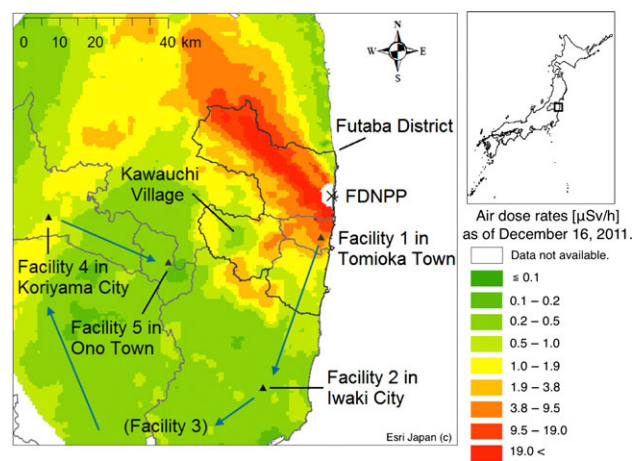 0 20 40 km
N
W E
S
Futaba District
Kawauchi
Village
FDNPP
Facility 1 in
Tomioka Town
Facility 4 in
Koriyama City
Facility 5 in
Ono Town
Facility 2 in
Iwaki City
(Facility 3)
Esri Japan (c)
Air dose rates [µSv/h]
as of December 16, 2011.
Data not available.
≦ 0.1
0.1 – 0.2
0.2 – 0.5
0.5 – 1.0
1.0 – 1.9
1.9 – 3.8
3.8 – 9.5
9.5 – 19.0
19.0 <